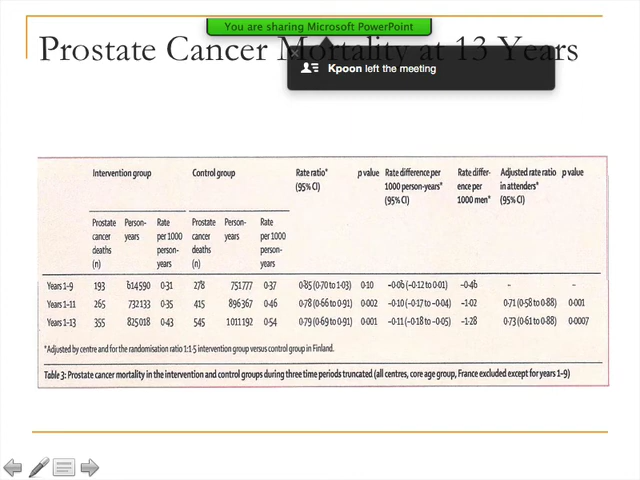 You are sharing Microsoft PowerPoint
Prostate Cancer Mortality at 13 Years
Kpoon left the meeting
Intervention group Control group Rate ratio* p value Rate difference per Rate differ- Adjusted rate ratio p value
(95% CI) 1000 person-years* ence per in attenders*
(95% CI) 1000 men* (95% CI)
Prostate Person- Rate Prostate Person- Rate
cancer years per 1000 cancer years per 1000
deaths person- deaths person-
(n) years (n) years
Years 1–9 193 614590 0·31 278 751777 0·37 0·85 (0·70 to 1·03) 0·10 –0·06 (–0·12 to 0·01) –0·46 – –
Years 1–11 265 732133 0·35 415 896367 0·46 0·78 (0·66 to 0·91) 0·002 –0·10 (–0·17 to –0·04) –1·02 0·71 (0·58 to 0·88) 0·001
Years 1–13 355 825018 0·43 545 1011192 0·54 0·79 (0·69 to 0·91) 0·001 –0·11 (–0·18 to –0·05) –1·28 0·73 (0·61 to 0·88) 0·0007
*Adjusted by centre and for the randomisation ratio 1:1·5 intervention group versus control group in Finland.
Table 3: Prostate cancer mortality in the intervention and control groups during three time periods truncated (all centres, core age group, France excluded except for years 1–9)